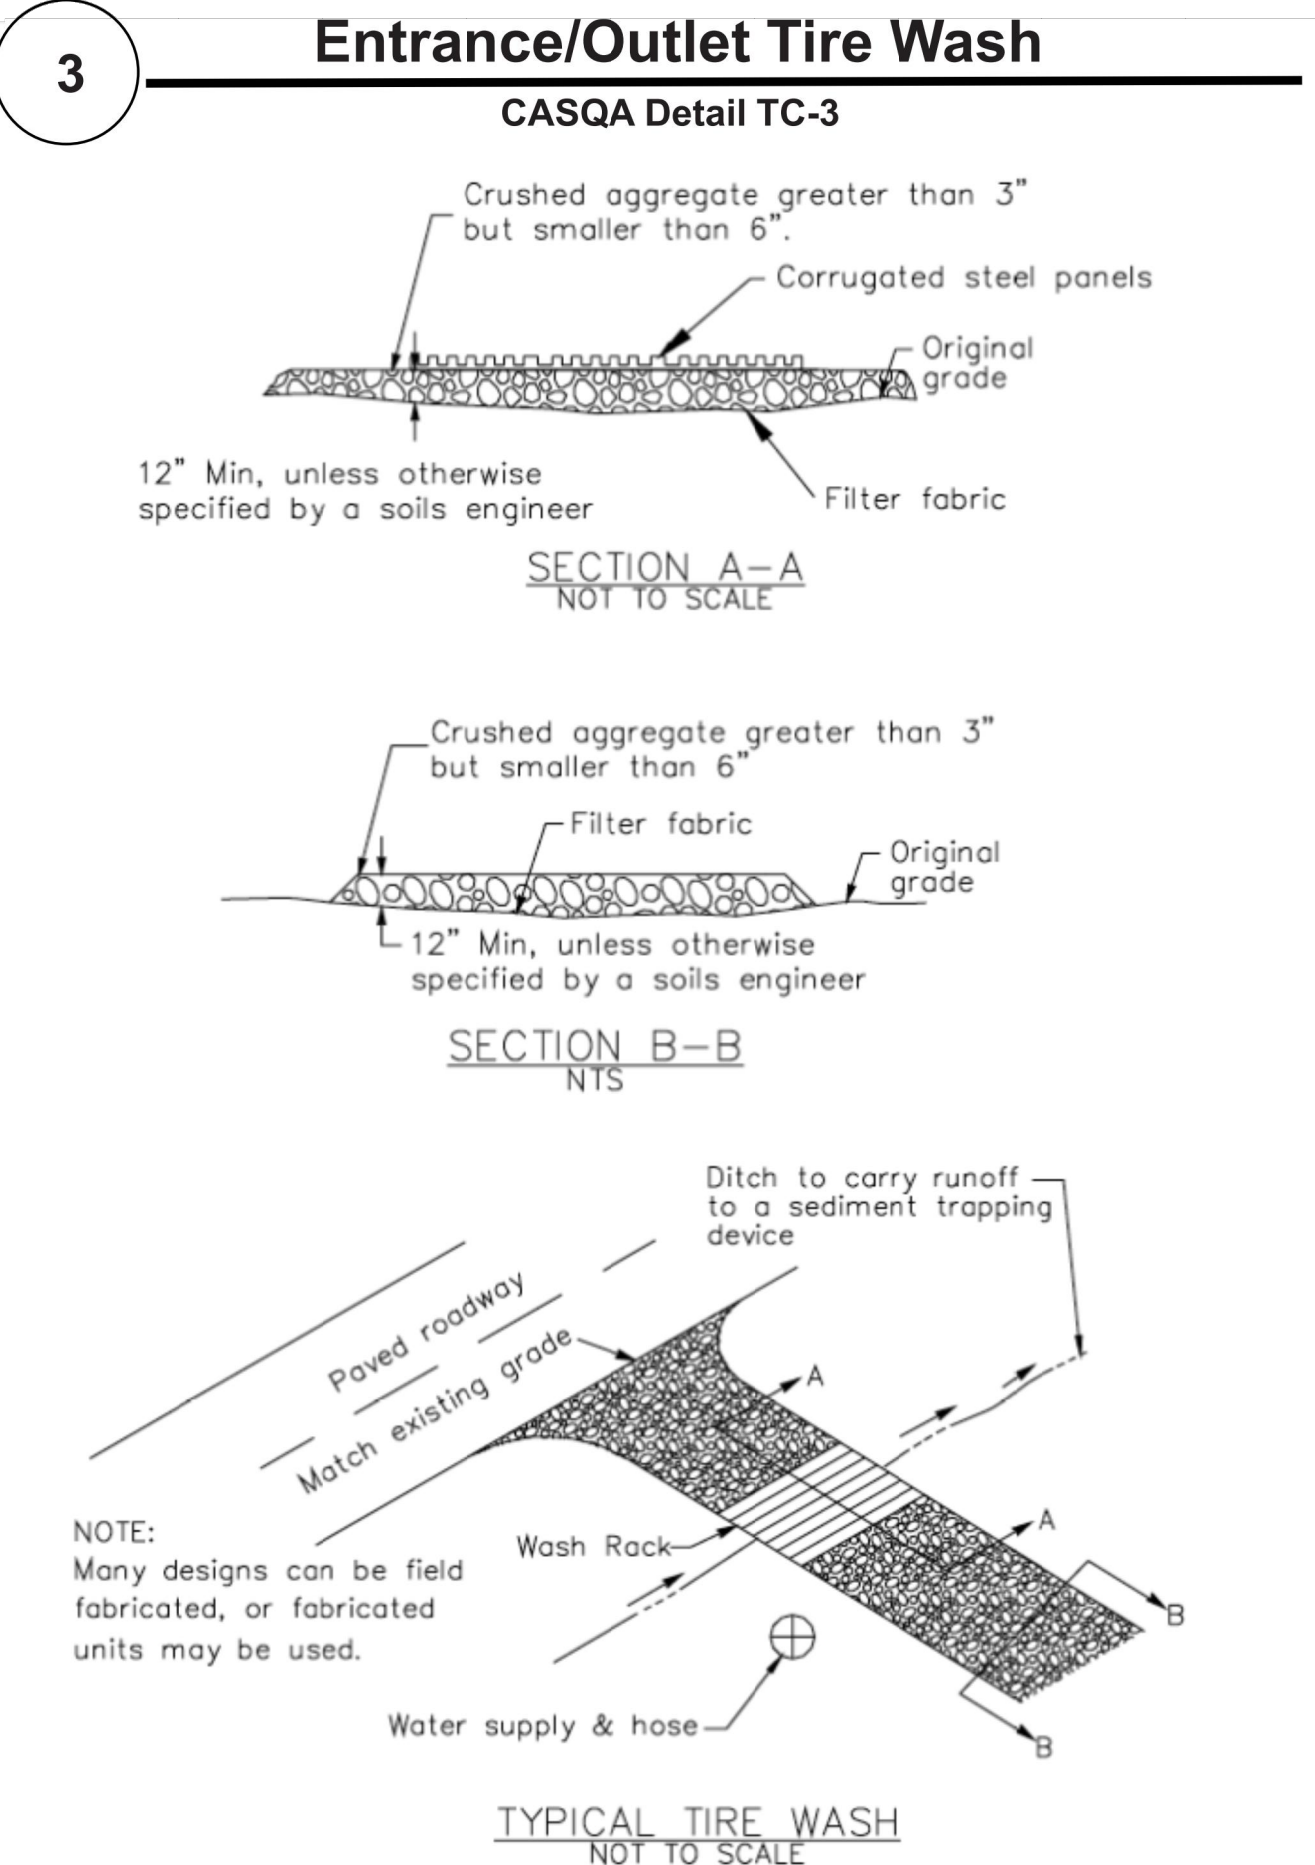 3
Entrance/Outlet Tire Wash
CASQA Detail TC-3
Crushed aggregate greater than 3"
but smaller than 6".
Corrugated steel panels
Original
grade
12" Min, unless otherwise
specified by a soils engineer
Filter fabric
SECTION A-A
NOT TO SCALE
Crushed aggregate greater than 3"
but smaller than 6"
Filter fabric
Original
grade
12" Min, unless otherwise
specified by a soils engineer
SECTION B-B
NTS
Ditch to carry runoff
to a sediment trapping
device
Paved roadway
Match existing grade
A
A
NOTE:
Many designs can be field
fabricated, or fabricated
units may be used.
Wash Rack
B
Water supply & hose
B
TYPICAL TIRE WASH
NOT TO SCALE